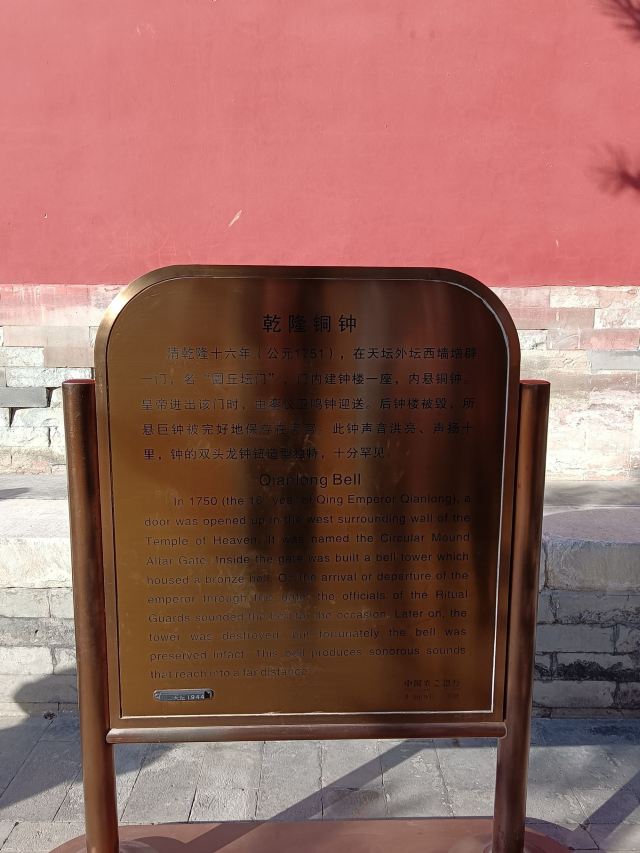 乾隆铜钟
清乾隆十六年（公元1751），在天坛外坛西墙增辟
一门，名“圜丘坛门”，门内建钟楼一座，内悬铜钟。
皇帝进出该门时，由銮仪卫鸣钟迎送。后钟楼被毁，所
悬巨钟被完好地保存在 此钟声音洪亮、声扬十
里，钟的双头龙钟钮造型独特，十分罕见。
Qianlong Bell
In 1750 (the 16 year of Qing Emperor Qianlong), a
door was opened up in the west surrounding wall of the
Temple of Heaven. It was named the Circular Mound
Altar Gate. Inside the gate was built a bell tower which
housed a bronze bell. On the arrival or departure of the
emperor through the gate, the officials of the Ritual
Guards sounded the bell for the occasion. Later on, the
tower was destroyed, but fortunately the bell was
preserved intact. This bell produces sonorous sounds
that reach into a far distance.
1944